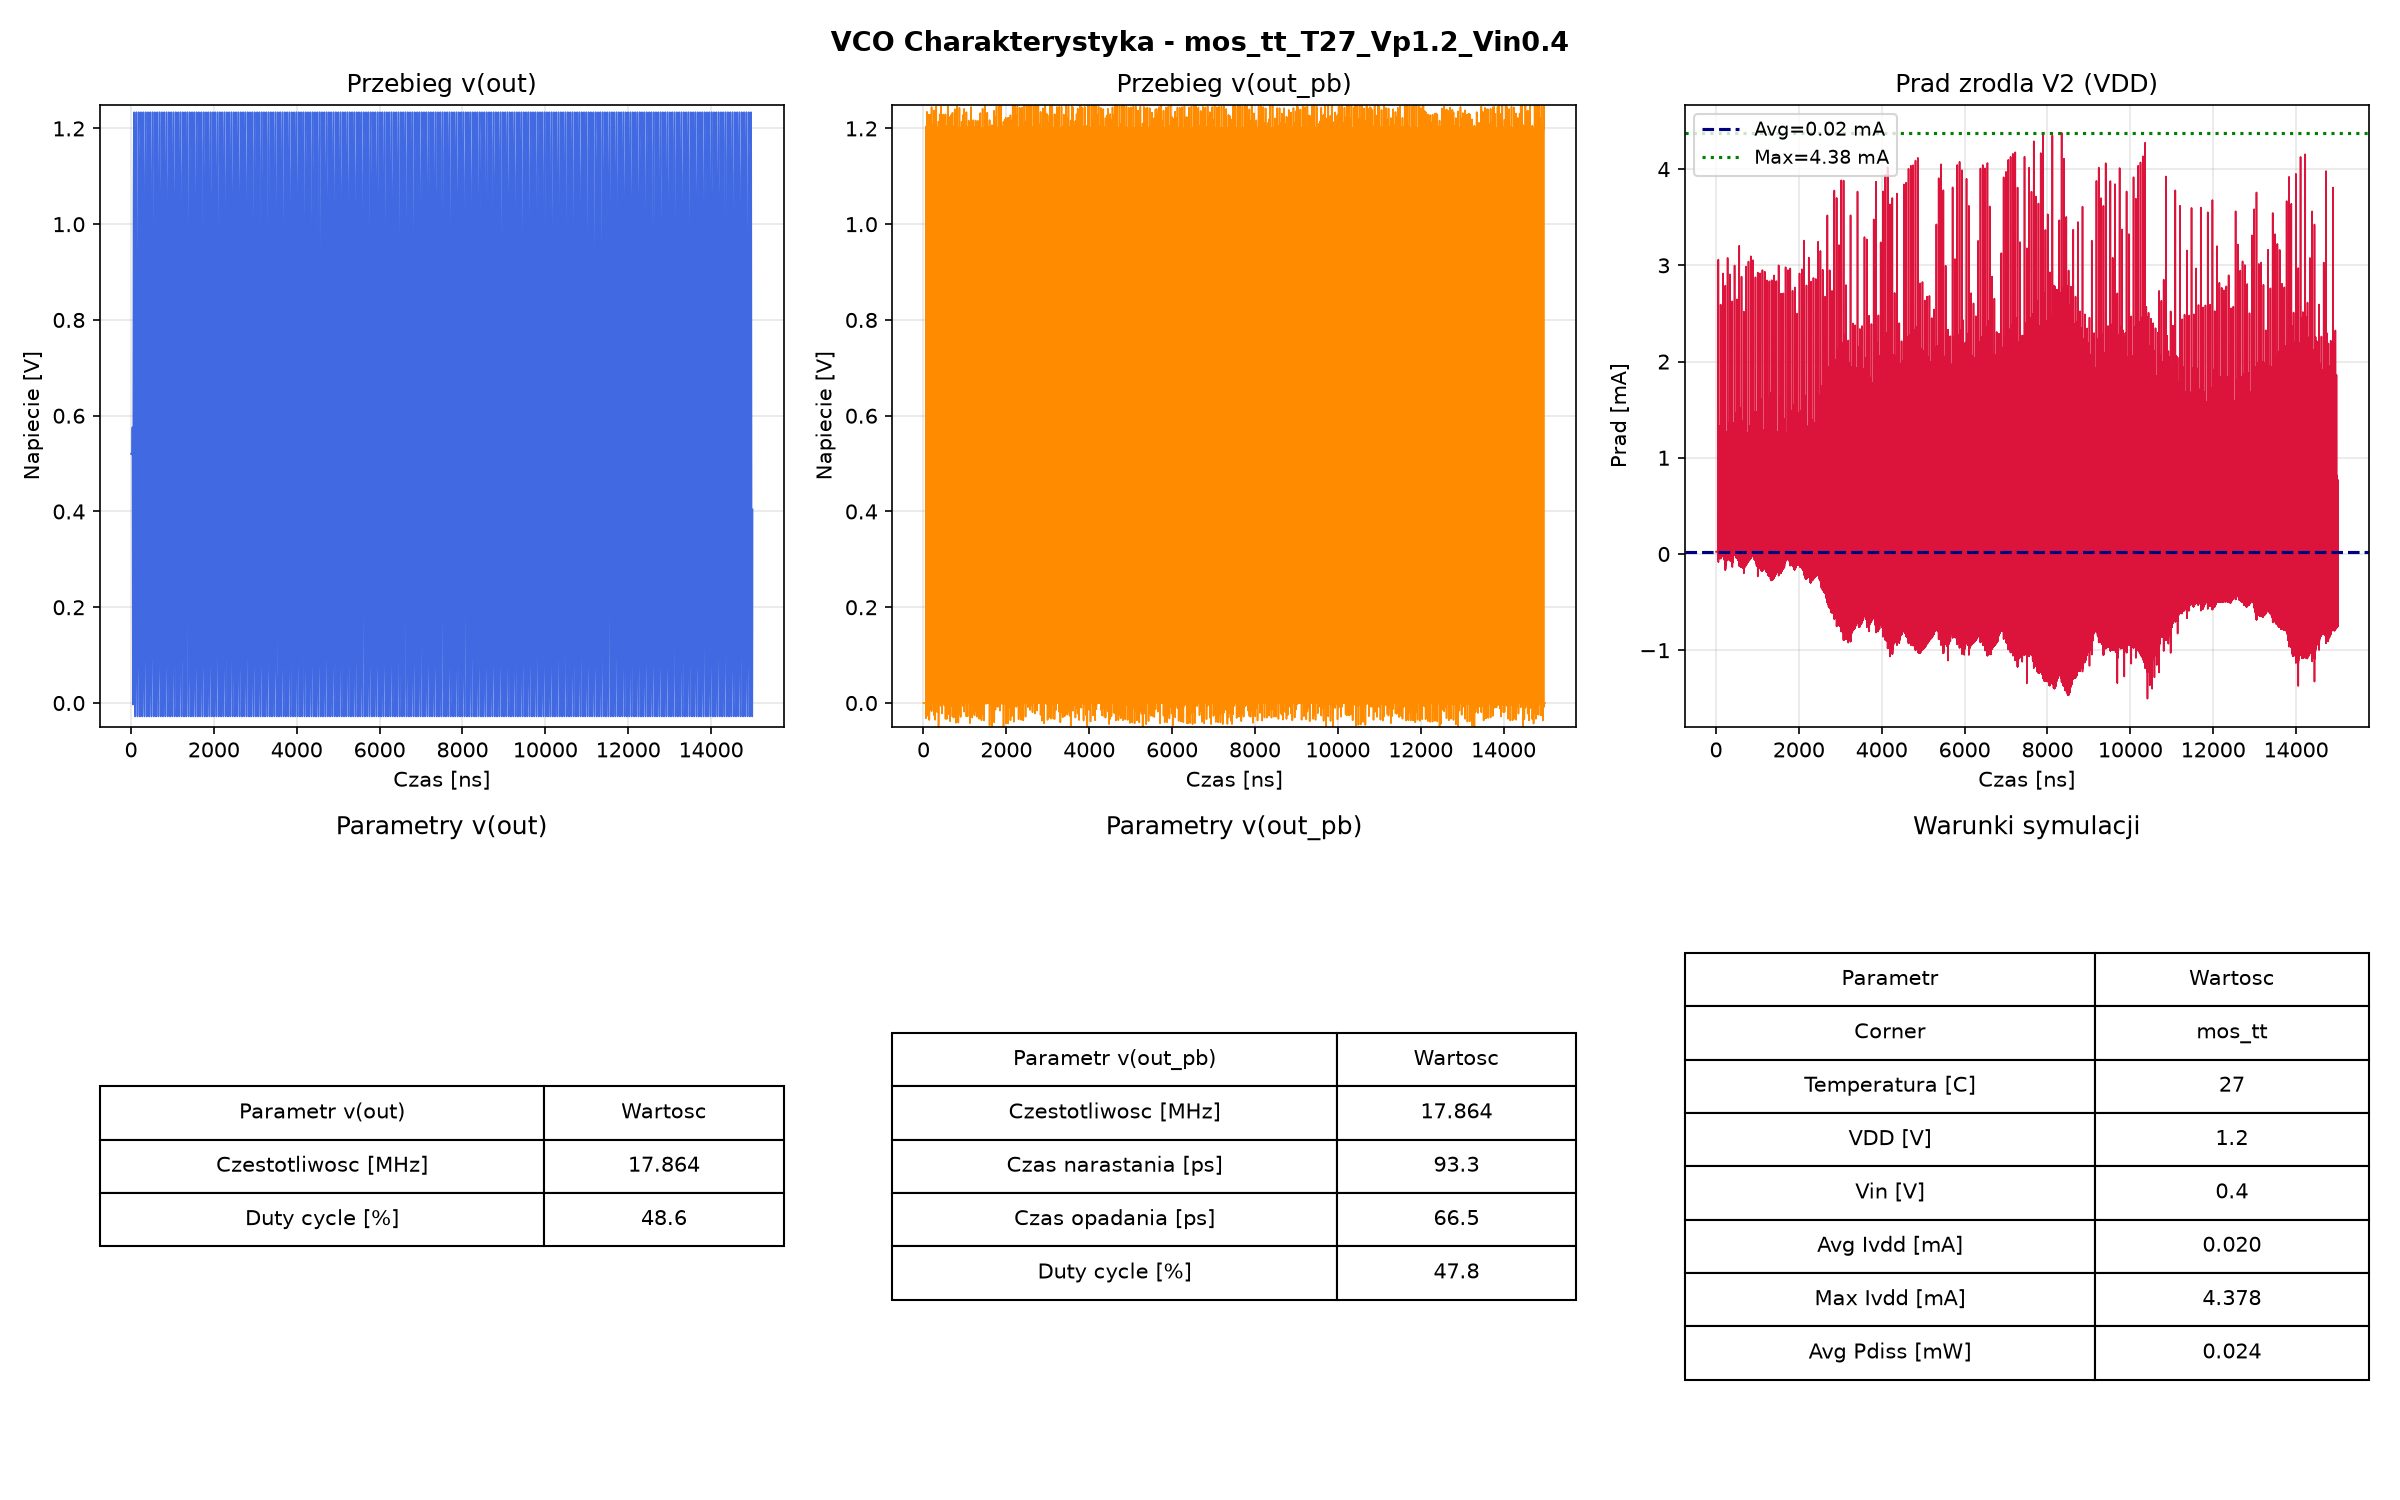 VCO Charakterystyka - mos_tt_T27_Vp1.2_Vin0.4
Przebieg v(out)
Napiecie [V]
1.2
1.0
0.8
0.6
0.4
0.2
0.0
0 2000 4000 6000 8000 10000 12000 14000
Czas [ns]
Przebieg v(out_pb)
Napiecie [V]
1.2
1.0
0.8
0.6
0.4
0.2
0.0
0 2000 4000 6000 8000 10000 12000 14000
Czas [ns]
Prad zrodla V2 (VDD)
Avg=0.02 mA
Max=4.38 mA
Prad [mA]
4
3
2
1
0
−1
0 2000 4000 6000 8000 10000 12000 14000
Czas [ns]
Parametry v(out)
Parametr v(out) Wartosc
Czestotliwosc [MHz] 17.864
Duty cycle [%] 48.6
Parametry v(out_pb)
Parametr v(out_pb) Wartosc
Czestotliwosc [MHz] 17.864
Czas narastania [ps] 93.3
Czas opadania [ps] 66.5
Duty cycle [%] 47.8
Warunki symulacji
Parametr Wartosc
Corner mos_tt
Temperatura [C] 27
VDD [V] 1.2
Vin [V] 0.4
Avg Ivdd [mA] 0.020
Max Ivdd [mA] 4.378
Avg Pdiss [mW] 0.024